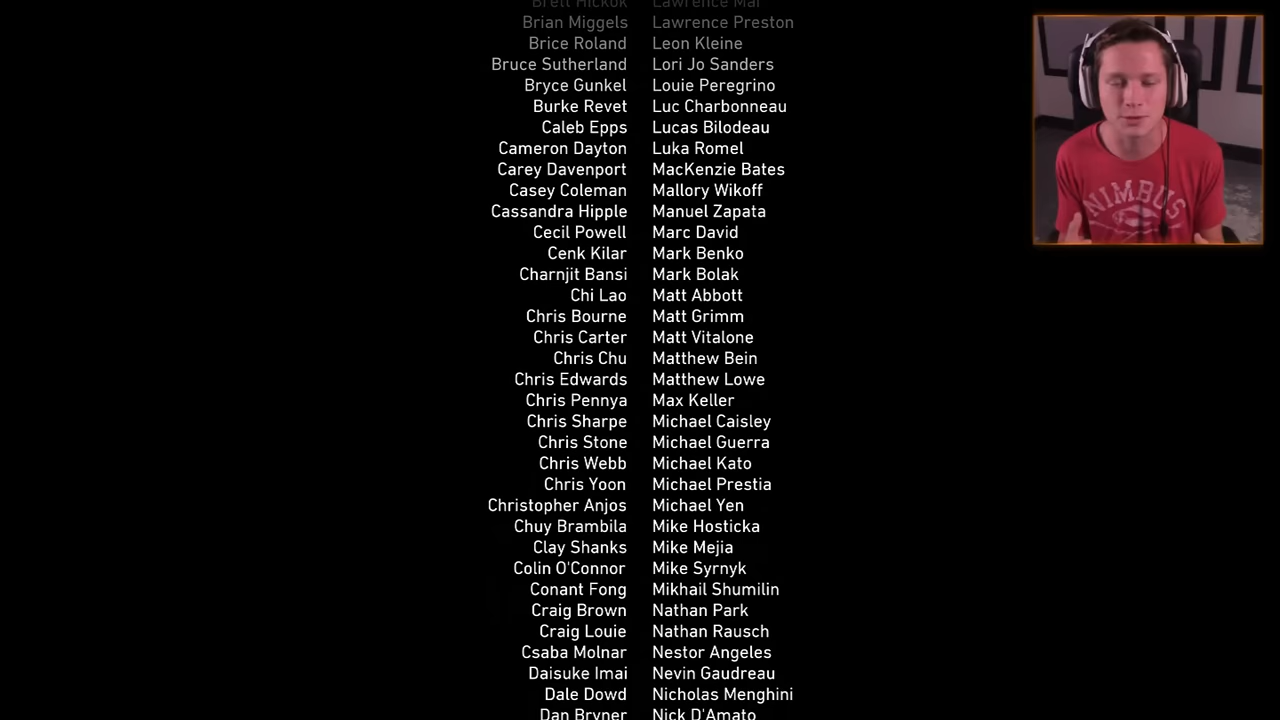 Brett Hickok Lawrence Mai
Brian Miggels Lawrence Preston
Brice Roland Leon Kleine
Bruce Sutherland Lori Jo Sanders
Bryce Gunkel Louie Peregrino
Burke Revet Luc Charbonneau
Caleb Epps Lucas Bilodeau
Cameron Dayton Luka Romel
Carey Davenport MacKenzie Bates
Casey Coleman Mallory Wikoff
Cassandra Hipple Manuel Zapata
Cecil Powell Marc David
Cenk Kilar Mark Benko
Charnjit Bansi Mark Bolak
Chi Lao Matt Abbott
Chris Bourne Matt Grimm
Chris Carter Matt Vitalone
Chris Chu Matthew Bein
Chris Edwards Matthew Lowe
Chris Pennya Max Keller
Chris Sharpe Michael Caisley
Chris Stone Michael Guerra
Chris Webb Michael Kato
Chris Yoon Michael Prestia
Christopher Anjos Michael Yen
Chuy Brambila Mike Hosticka
Clay Shanks Mike Mejia
Colin O'Connor Mike Syrnyk
Conant Fong Mikhail Shumilin
Craig Brown Nathan Park
Craig Louie Nathan Rausch
Csaba Molnar Nestor Angeles
Daisuke Imai Nevin Gaudreau
Dale Dowd Nicholas Menghini
Dan Bryner Nick D'Amato
NIMBUS